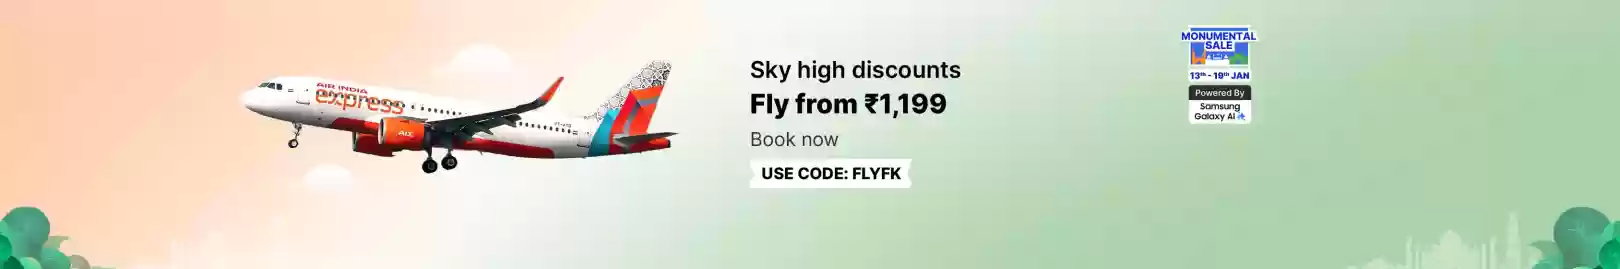 AIR INDIA
express
AIX
Sky high discounts
Fly from ₹1,199
Book now
USE CODE: FLYFK
MONUMENTAL
SALE
13th - 19th JAN
Powered By
Samsung
Galaxy AI